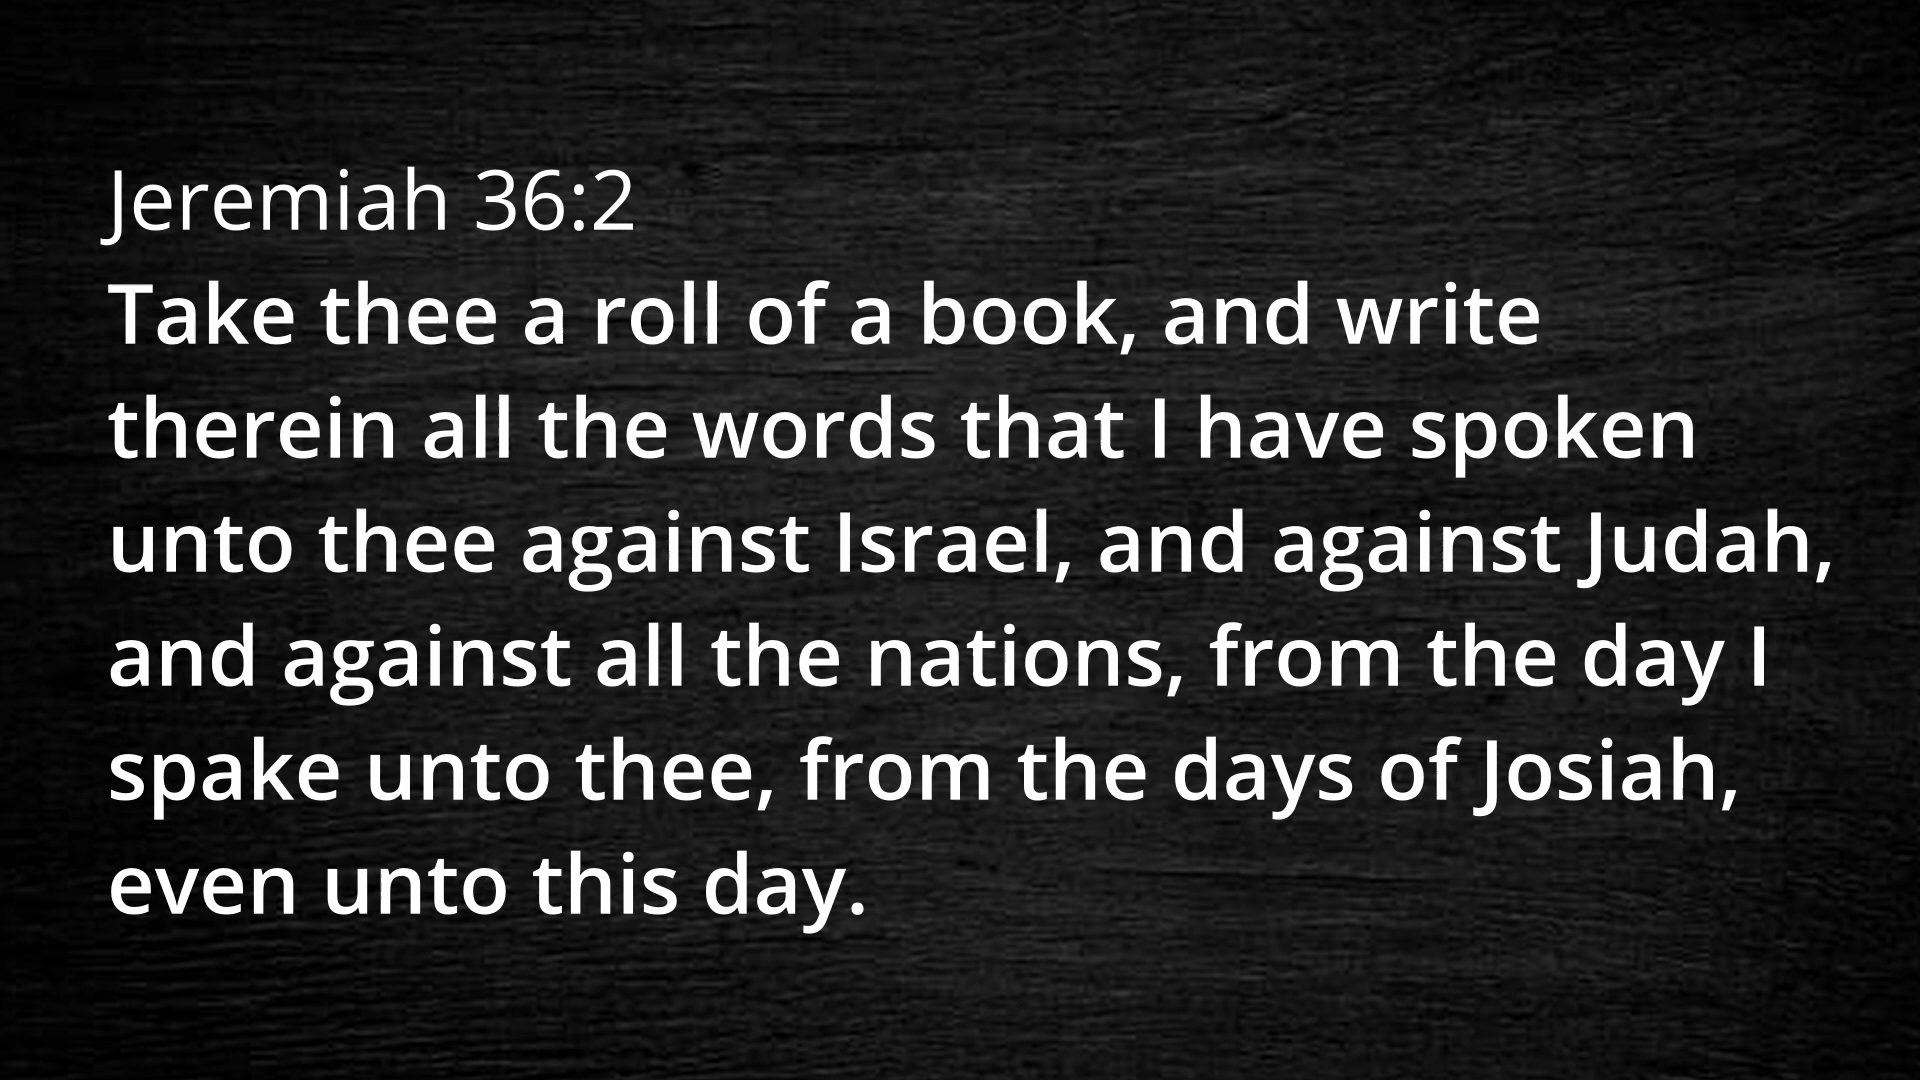 Jeremiah 36:2
Take thee a roll of a book, and write
therein all the words that I have spoken
unto thee against Israel, and against Judah,
and against all the nations, from the day I
spake unto thee, from the days of Josiah,
even unto this day.